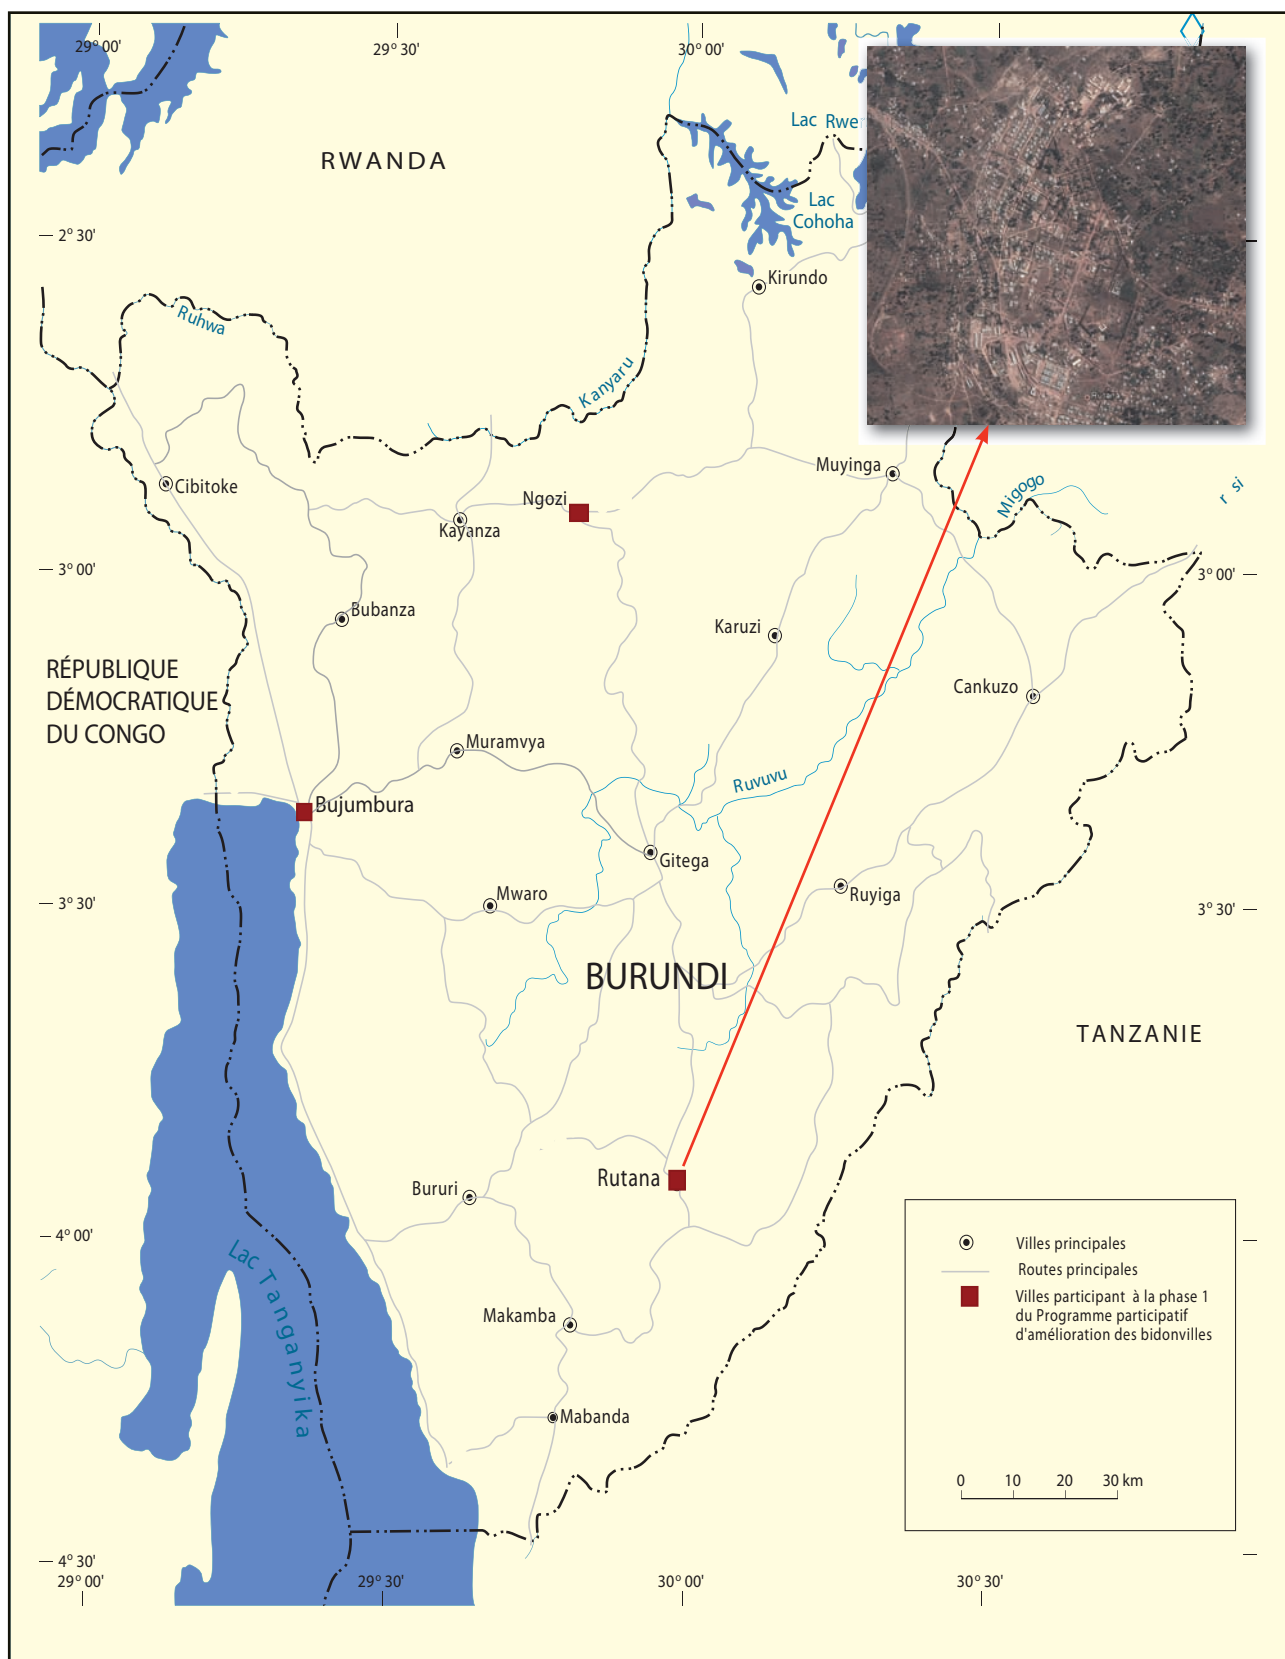 29° 00'
29° 30'
30° 00'
Lac Rwer
RWANDA
Lac
Cohoha
2° 30'
Kirundo
Ruhwa
Kanyaru
Muyinga
Migogo
r si
Cibitoke
Ngozi
Kayanza
3° 00'
3° 00'
Bubanza
Karuzi
RÉPUBLIQUE
DÉMOCRATIQUE
DU CONGO
Cankuzo
Muramvya
Ruvuvu
Bujumbura
Gitega
Mwaro
Ruyiga
3° 30'
3° 30'
BURUNDI
TANZANIE
Rutana
Bururi
4° 00'
Lac Tanganyika
Villes principales
Routes principales
Villes participant à la phase 1
du Programme participatif
d'amélioration des bidonvilles
Makamba
Mabanda
0 10 20 30 km
4° 30'
29° 00'
29° 30'
30° 00'
30° 30'